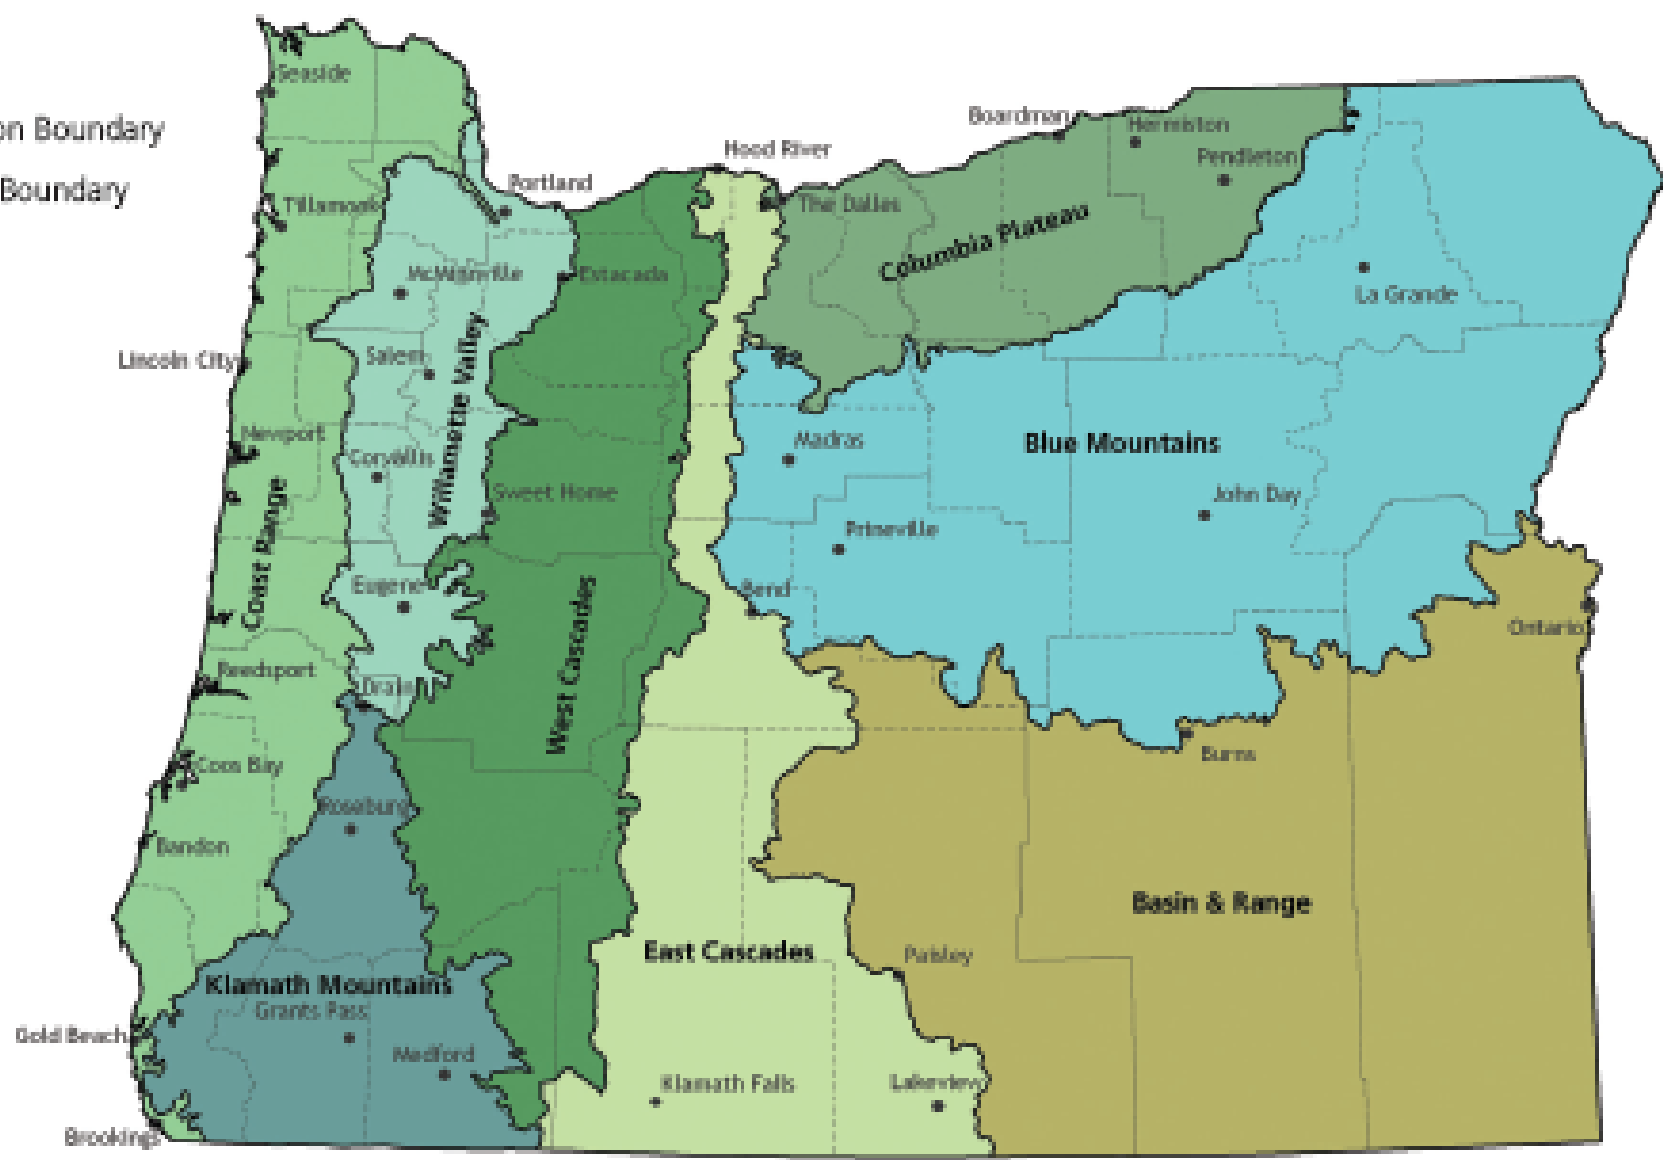 Seaside
on Boundary
Boardman
Hermiston
Hood River
Pendleton
Boundary
Portland
Tillamook
The Dalles
Columbia Plateau
McMinnville
Estacada
La Grande
Lincoln City
Salem
Willamette Valley
Newport
Corvallis
Madras
Blue Mountains
Sweet Home
John Day
Coast Range
Prineville
Eugene
Bend
Ontario
West Cascades
Reedsport
Drain
Coos Bay
Burns
Roseburg
Bandon
Basin & Range
East Cascades
Paisley
Klamath Mountains
Grants Pass
Gold Beach
Medford
Klamath Falls
Lakeview
Brookings